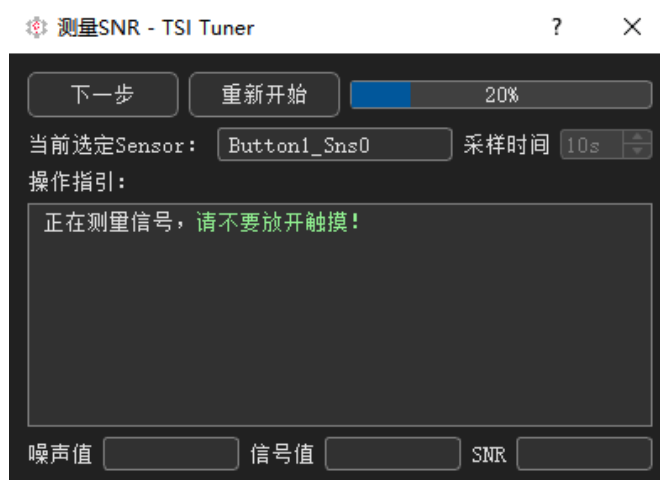 测量SNR - TSI Tuner ? ×
下一步 重新开始 20%
当前选定Sensor: Button1_Sns0 采样时间 10s
操作指引:
正在测量信号，请不要放开触摸!
噪声值 信号值 SNR